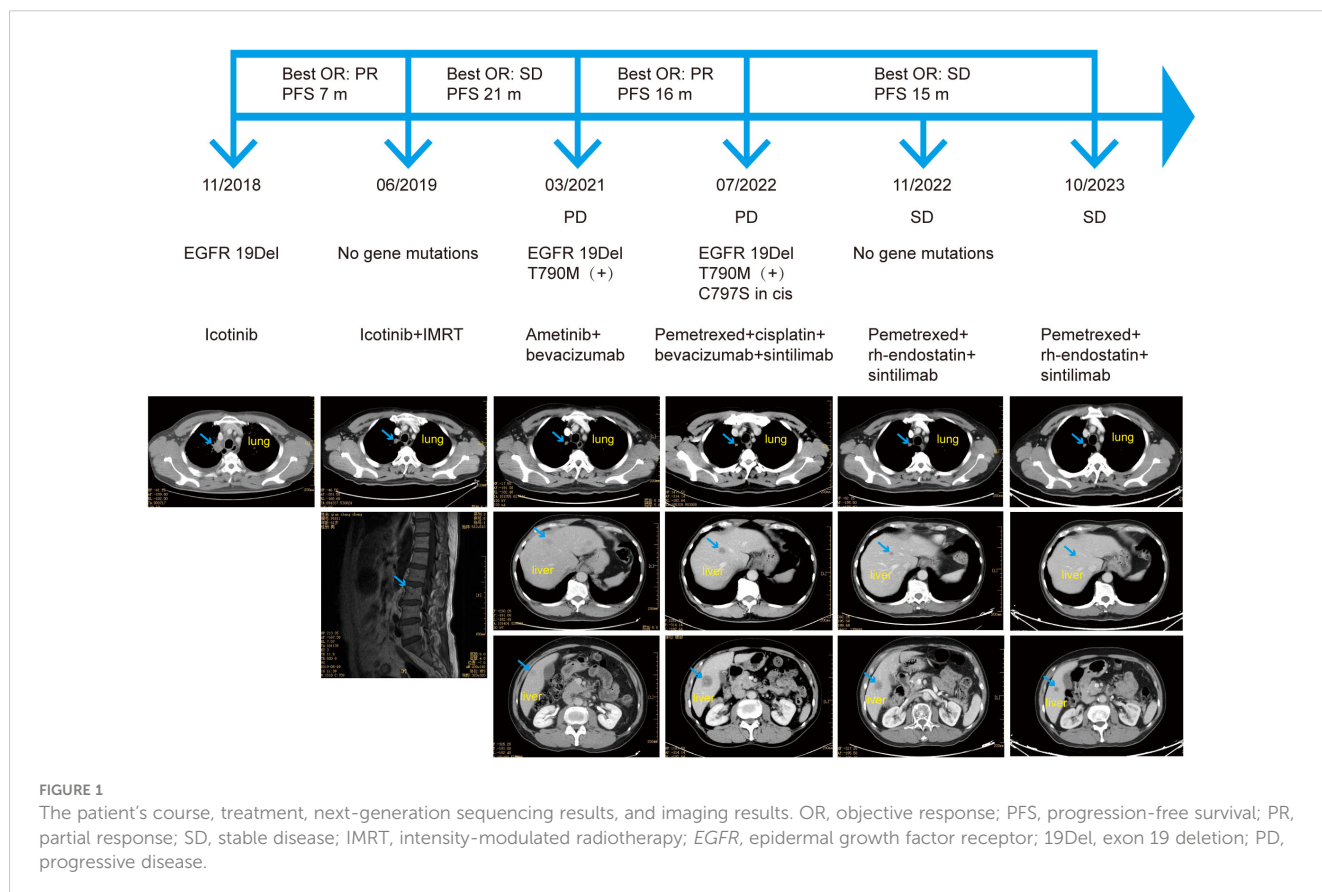 Best OR: PR
PFS 7 m
Best OR: SD
PFS 21 m
Best OR: PR
PFS 16 m
Best OR: SD
PFS 15 m
11/2018
06/2019
03/2021
07/2022
11/2022
10/2023
PD
PD
SD
SD
EGFR 19Del
No gene mutations
EGFR 19Del
T790M（+）
EGFR 19Del
T790M（+）
C797S in cis
No gene mutations
Icotinib
Icotinib+IMRT
Ametinib+
bevacizumab
Pemetrexed+cisplatin+
bevacizumab+sintilimab
Pemetrexed+
rh-endostatin+
sintilimab
Pemetrexed+
rh-endostatin+
sintilimab
lung
lung
lung
lung
lung
lung
liver
liver
liver
liver
liver
liver
liver
liver
FIGURE 1
The patient's course, treatment, next-generation sequencing results, and imaging results. OR, objective response; PFS, progression-free survival; PR,
partial response; SD, stable disease; IMRT, intensity-modulated radiotherapy; EGFR, epidermal growth factor receptor; 19Del, exon 19 deletion; PD,
progressive disease.